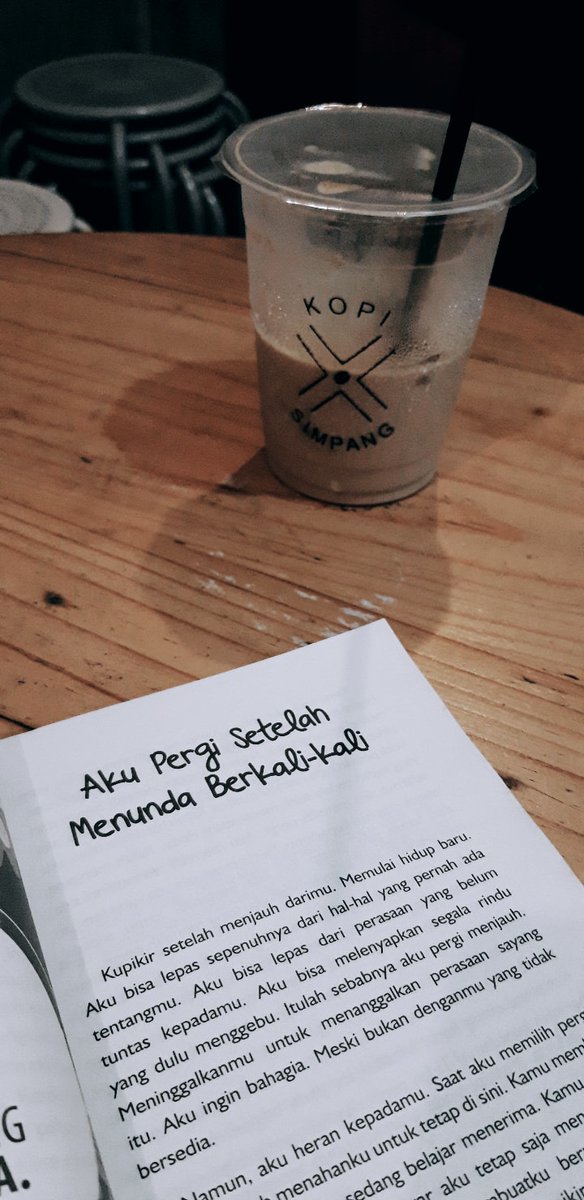 KOPI
SIMPANG
Aku Pergi Setelah
Menunda Berkali-kali
Kupikir setelah menjauh darimu. Memulai hidup baru.
Aku bisa lepas sepenuhnya dari hal-hal yang pernah ada
tentangmu. Aku bisa lepas dari perasaan yang belum
tuntas kepadamu. Aku bisa melenyapkan segala rindu
yang dulu menggebu. Itulah sebabnya aku pergi menjauh.
Meninggalkanmu untuk menanggalkan perasaan sayang
itu. Aku ingin bahagia. Meski bukan denganmu yang tidak
bersedia.
Namun, aku heran kepadamu. Saat aku memilih
menahanku untuk tetap di sini. Kamu
sedang belajar menerima. Kamu
aku tetap saja
G
A.